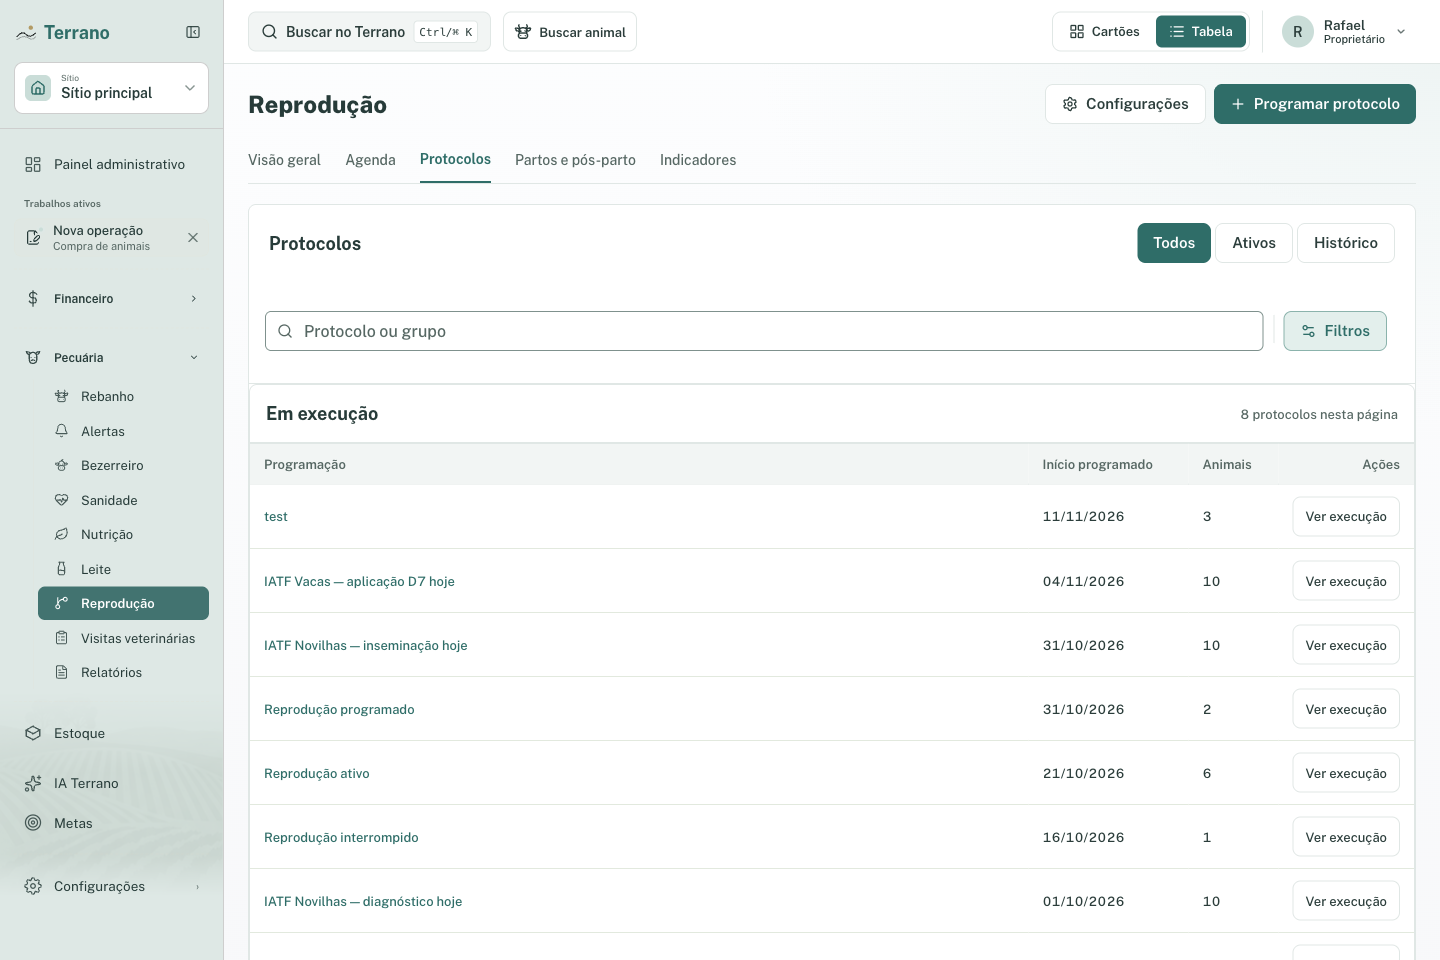 Terrano
Sítio
Sítio principal
Painel administrativo
Trabalhos ativos
Nova operação
Compra de animais
Financeiro
Pecuária
Rebanho
Alertas
Bezerreiro
Sanidade
Nutrição
Leite
Reprodução
Visitas veterinárias
Relatórios
Estoque
IA Terrano
Metas
Configurações
Buscar no Terrano Ctrl/⌘ K
Buscar animal
Cartões
Tabela
R
Rafael
Proprietário
Reprodução
Configurações
Programar protocolo
Visão geral
Agenda
Protocolos
Partos e pós-parto
Indicadores
Protocolos
Todos
Ativos
Histórico
Protocolo ou grupo
Filtros
Em execução
8 protocolos nesta página
Programação Início programado Animais Ações
test 11/11/2026 3 Ver execução
IATF Vacas — aplicação D7 hoje 04/11/2026 10 Ver execução
IATF Novilhas — inseminação hoje 31/10/2026 10 Ver execução
Reprodução programado 31/10/2026 2 Ver execução
Reprodução ativo 21/10/2026 6 Ver execução
Reprodução interrompido 16/10/2026 1 Ver execução
IATF Novilhas — diagnóstico hoje 01/10/2026 10 Ver execução